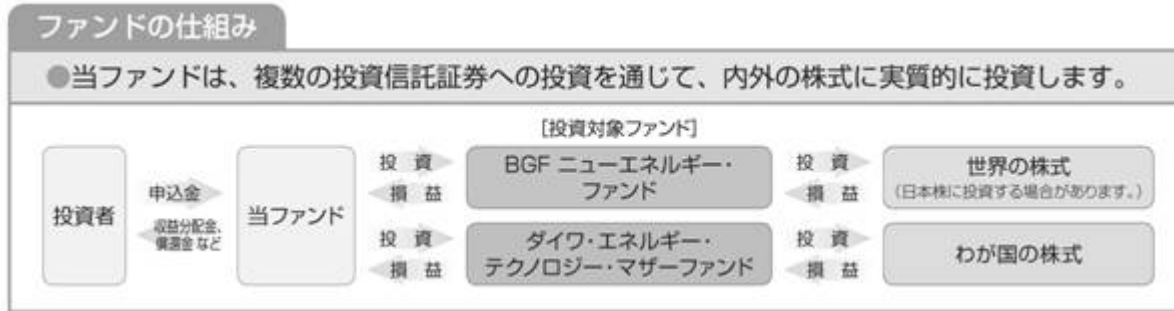 ファンドの仕組み
●当ファンドは、複数の投資信託証券への投資を通じて、内外の株式に実質的に投資します。
[投資対象ファンド]
投資者
申込金
収益分配金、
償還金 など
当ファンド
投 資
損 益
BGF ニューエネルギー・
ファンド
投 資
損 益
世界の株式
(日本株に投資する場合があります。)
投 資
損 益
ダイワ・エネルギー・
テクノロジー・マザーファンド
投 資
損 益
わが国の株式